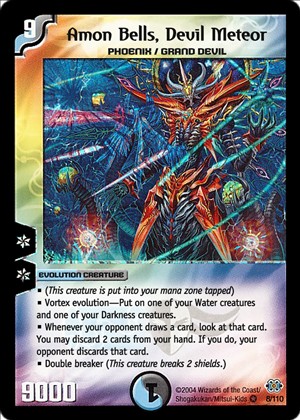 9
Amon Bells, Devil Meteor
PHOENIX / GRAND DEVIL
EVOLUTION CREATURE
▪ (This creature is put into your mana zone tapped)
▪ Vortex evolution—Put on one of your Water creatures
and one of your Darkness creatures.
▪ Whenever your opponent draws a card, look at that card.
You may discard 2 cards from your hand. If you do, your
opponent discards that card.
▪ Double breaker (This creature breaks 2 shields.)
9000
1
©2004 Wizards of the Coast/
Shogakukan/Mitsui-Kids
8/110